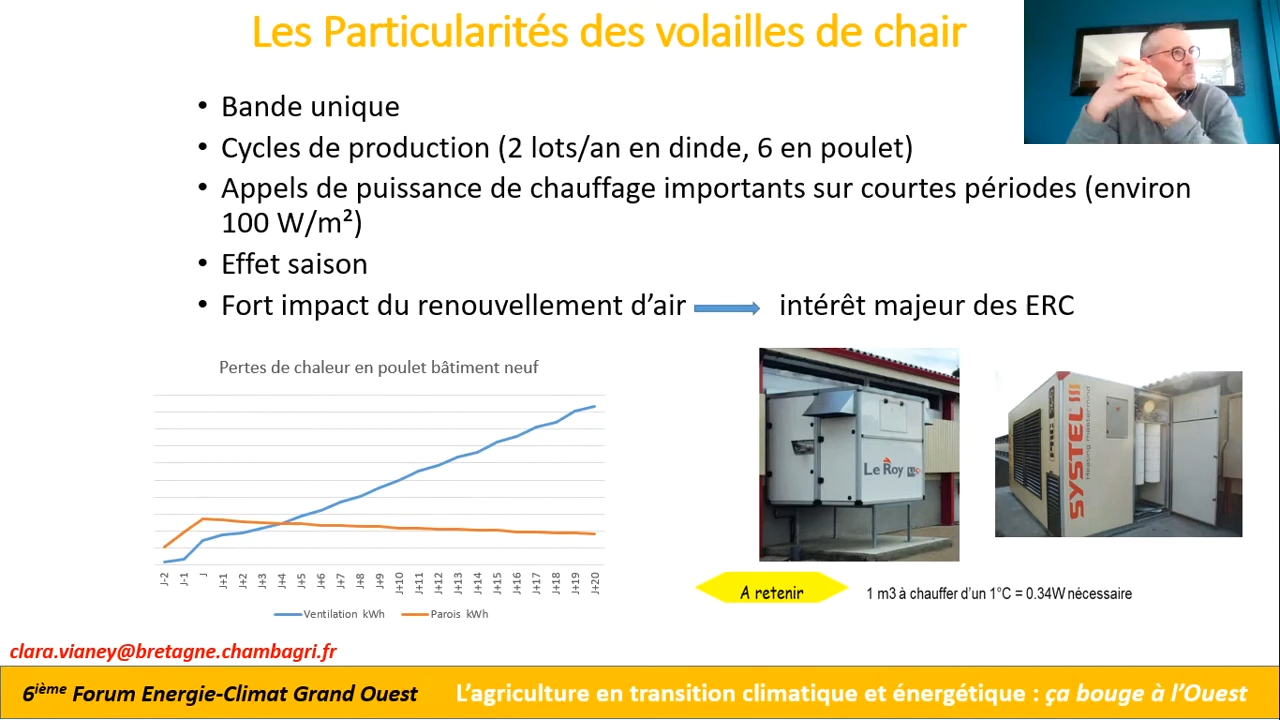 Les Particularités des volailles de chair
• Bande unique
• Cycles de production (2 lots/an en dinde, 6 en poulet)
• Appels de puissance de chauffage importants sur courtes périodes (environ
100 W/m²)
• Effet saison
• Fort impact du renouvellement d'air intérêt majeur des ERC
Pertes de chaleur en poulet bâtiment neuf
J-2 J-1 J J+1 J+2 J+3 J+4 J+5 J+6 J+7 J+8 J+9 J+10 J+11 J+12 J+13 J+14 J+15 J+16 J+17 J+18 J+19 J+20
Ventilation kWh Parois kWh
Le Roy
SYSTEL
Heating mastermind
A retenir
1 m3 à chauffer d'un 1°C = 0.34W nécessaire
clara.vianey@bretagne.chambagri.fr
6ième Forum Energie-Climat Grand Ouest L'agriculture en transition climatique et énergétique : ça bouge à l'Ouest